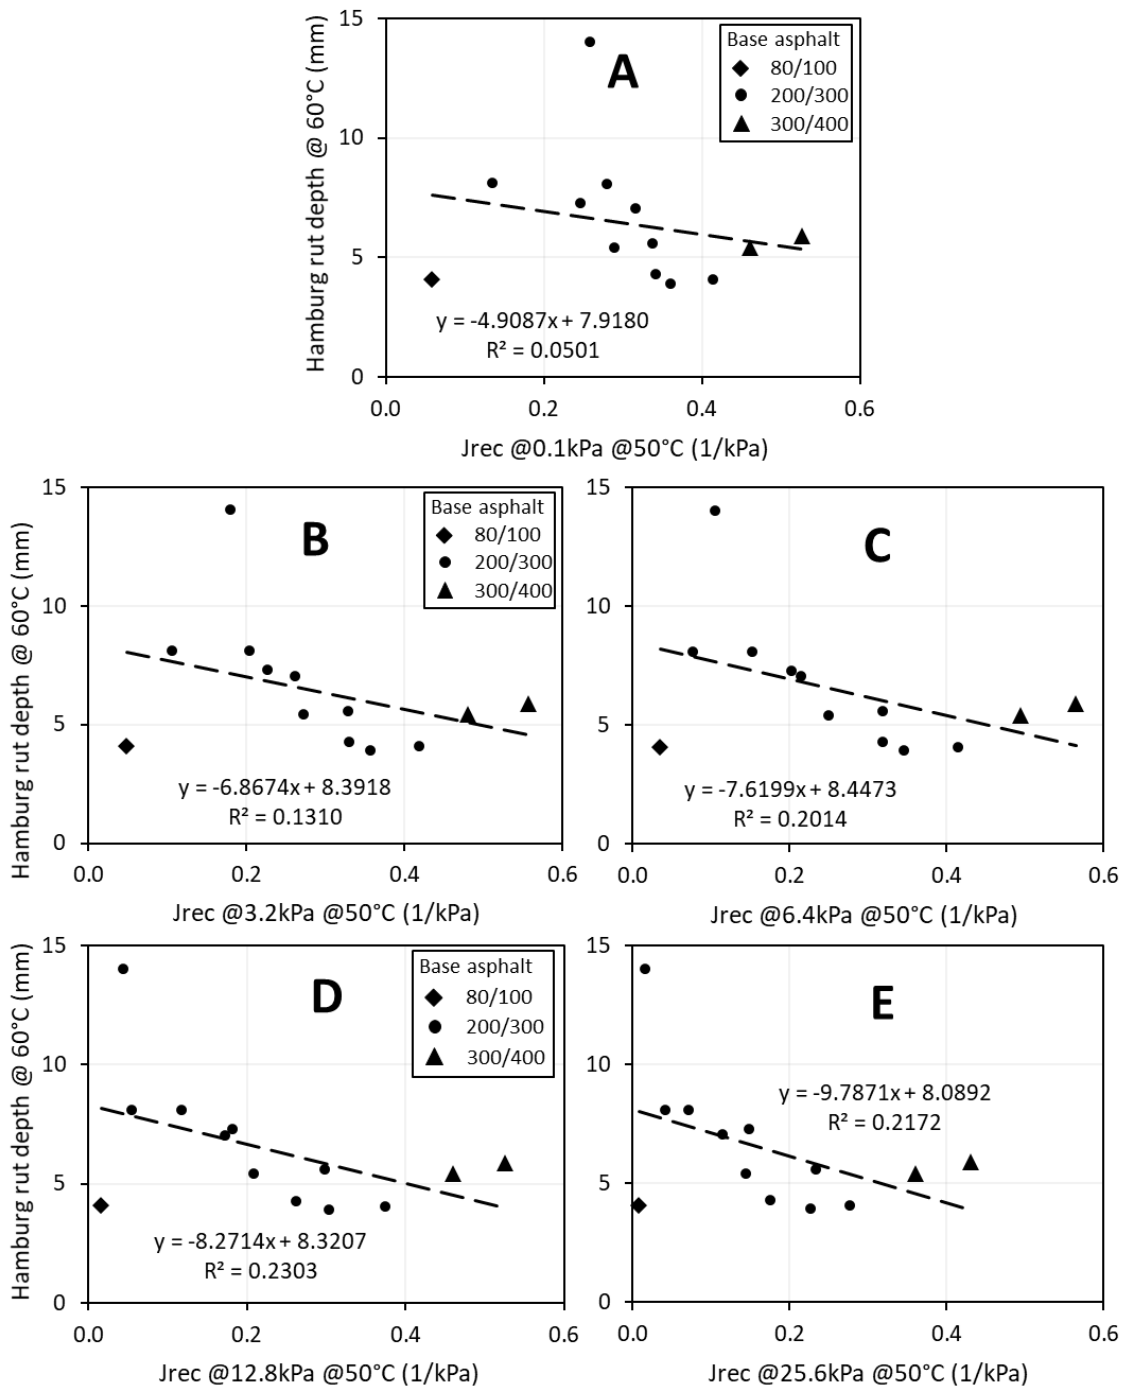 15
10
5
0
Hamburg rut depth @ 60°C (mm)
A
Base asphalt
80/100
200/300
300/400
y = -4.9087x + 7.9180
R² = 0.0501
0.0 0.2 0.4 0.6
Jrec @0.1kPa @50°C (1/kPa)
15
10
5
0
Hamburg rut depth @ 60°C (mm)
B
Base asphalt
80/100
200/300
300/400
y = -6.8674x + 8.3918
R² = 0.1310
0.0 0.2 0.4 0.6
Jrec @3.2kPa @50°C (1/kPa)
15
10
5
0
C
y = -7.6199x + 8.4473
R² = 0.2014
0.0 0.2 0.4 0.6
Jrec @6.4kPa @50°C (1/kPa)
15
10
5
0
Hamburg rut depth @ 60°C (mm)
D
Base asphalt
80/100
200/300
300/400
y = -8.2714x + 8.3207
R² = 0.2303
0.0 0.2 0.4 0.6
Jrec @12.8kPa @50°C (1/kPa)
15
10
5
0
E
y = -9.7871x + 8.0892
R² = 0.2172
0.0 0.2 0.4 0.6
Jrec @25.6kPa @50°C (1/kPa)